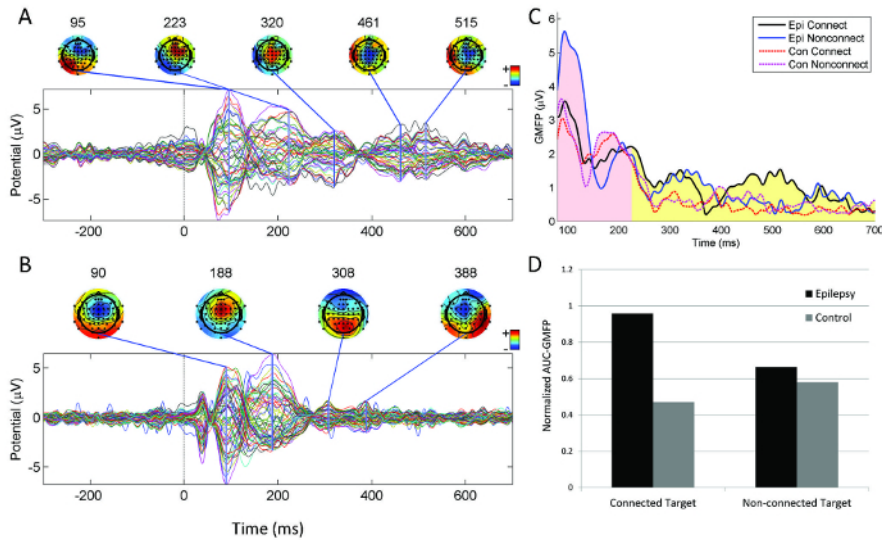 A
95 223 320 461 515
+
-
Potential (μV)
5
0
-5
-200 0 200 400 600
B
90 188 308 388
+
-
Potential (μV)
5
0
-5
-200 0 200 400 600
Time (ms)
C
Epi Connect
Epi Nonconnect
Con Connect
Con Nonconnect
GMFP (μV)
6
5
4
3
2
1
0
100 200 300 400 500 600 700
Time (ms)
D
Epilepsy
Control
Normalized AUC-GMFP
1.2
1
0.8
0.6
0.4
0.2
0
Connected Target Non-connected Target